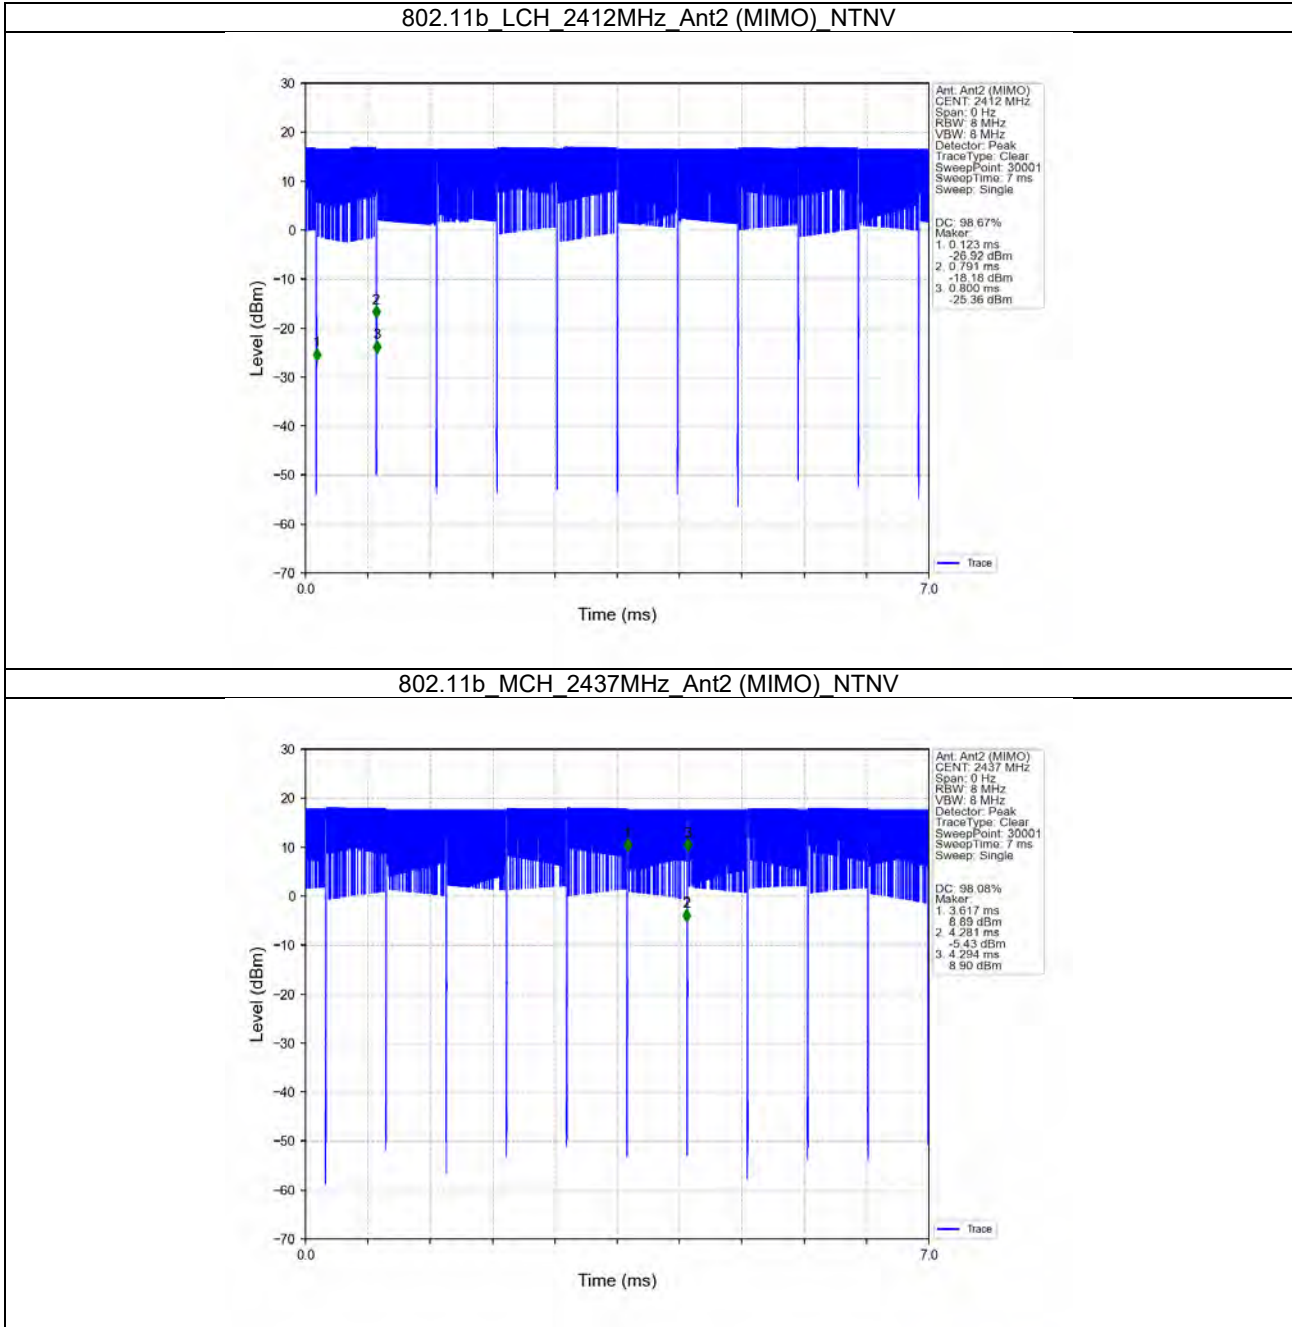 802.11b_LCH_2412MHz_Ant2 (MIMO)_NTNV
30
20
10
0
−10
−20
−30
−40
−50
−60
−70
Level (dBm)
1
2
3
0.0
7.0
Time (ms)
Ant: Ant2 (MIMO)
CENT: 2412 MHz
Span: 0 Hz
RBW: 8 MHz
VBW: 8 MHz
Detector: Peak
TraceType: Clear
SweepPoint: 30001
SweepTime: 7 ms
Sweep: Single
DC: 98.67%
Maker:
1. 0.123 ms
-26.92 dBm
2. 0.791 ms
-18.18 dBm
3. 0.800 ms
-25.36 dBm
Trace
802.11b_MCH_2437MHz_Ant2 (MIMO)_NTNV
30
20
10
0
−10
−20
−30
−40
−50
−60
−70
Level (dBm)
1
3
2
0.0
7.0
Time (ms)
Ant: Ant2 (MIMO)
CENT: 2437 MHz
Span: 0 Hz
RBW: 8 MHz
VBW: 8 MHz
Detector: Peak
TraceType: Clear
SweepPoint: 30001
SweepTime: 7 ms
Sweep: Single
DC: 98.08%
Maker:
1. 3.617 ms
8.89 dBm
2. 4.281 ms
-5.43 dBm
3. 4.294 ms
8.90 dBm
Trace